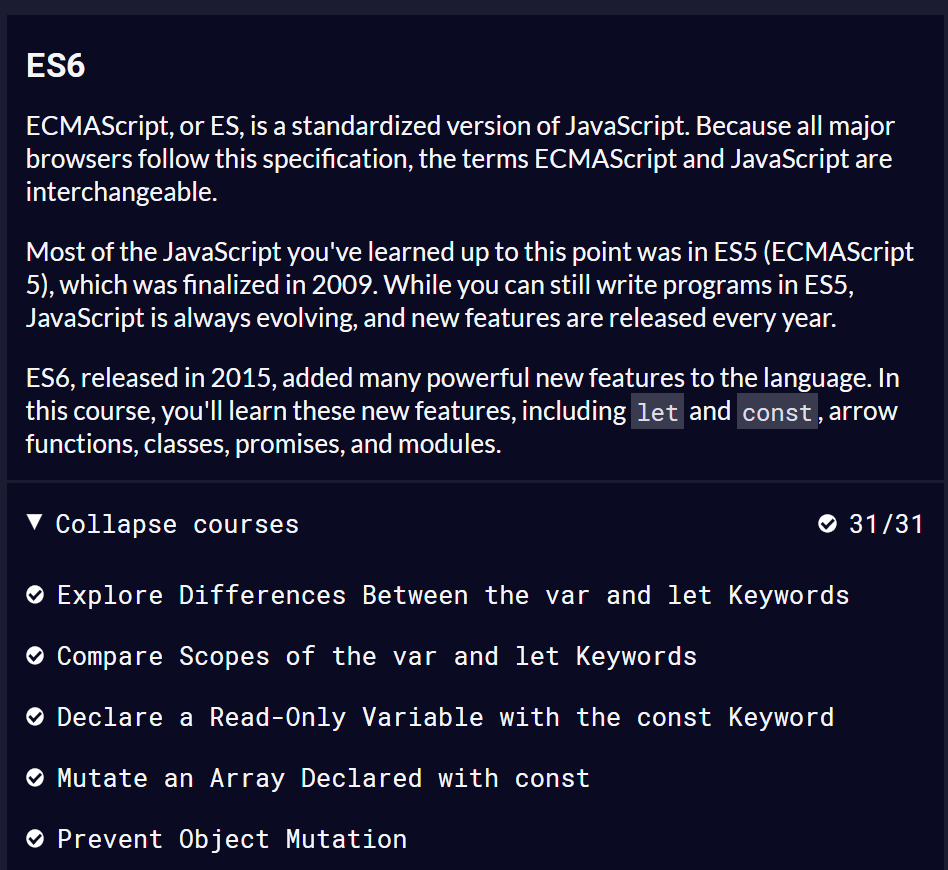 ES6
ECMAScript, or ES, is a standardized version of JavaScript. Because all major
browsers follow this specification, the terms ECMAScript and JavaScript are
interchangeable.
Most of the JavaScript you've learned up to this point was in ES5 (ECMAScript
5), which was finalized in 2009. While you can still write programs in ES5,
JavaScript is always evolving, and new features are released every year.
ES6, released in 2015, added many powerful new features to the language. In
this course, you'll learn these new features, including let and const, arrow
functions, classes, promises, and modules.
Collapse courses 31/31
Explore Differences Between the var and let Keywords
Compare Scopes of the var and let Keywords
Declare a Read-Only Variable with the const Keyword
Mutate an Array Declared with const
Prevent Object Mutation